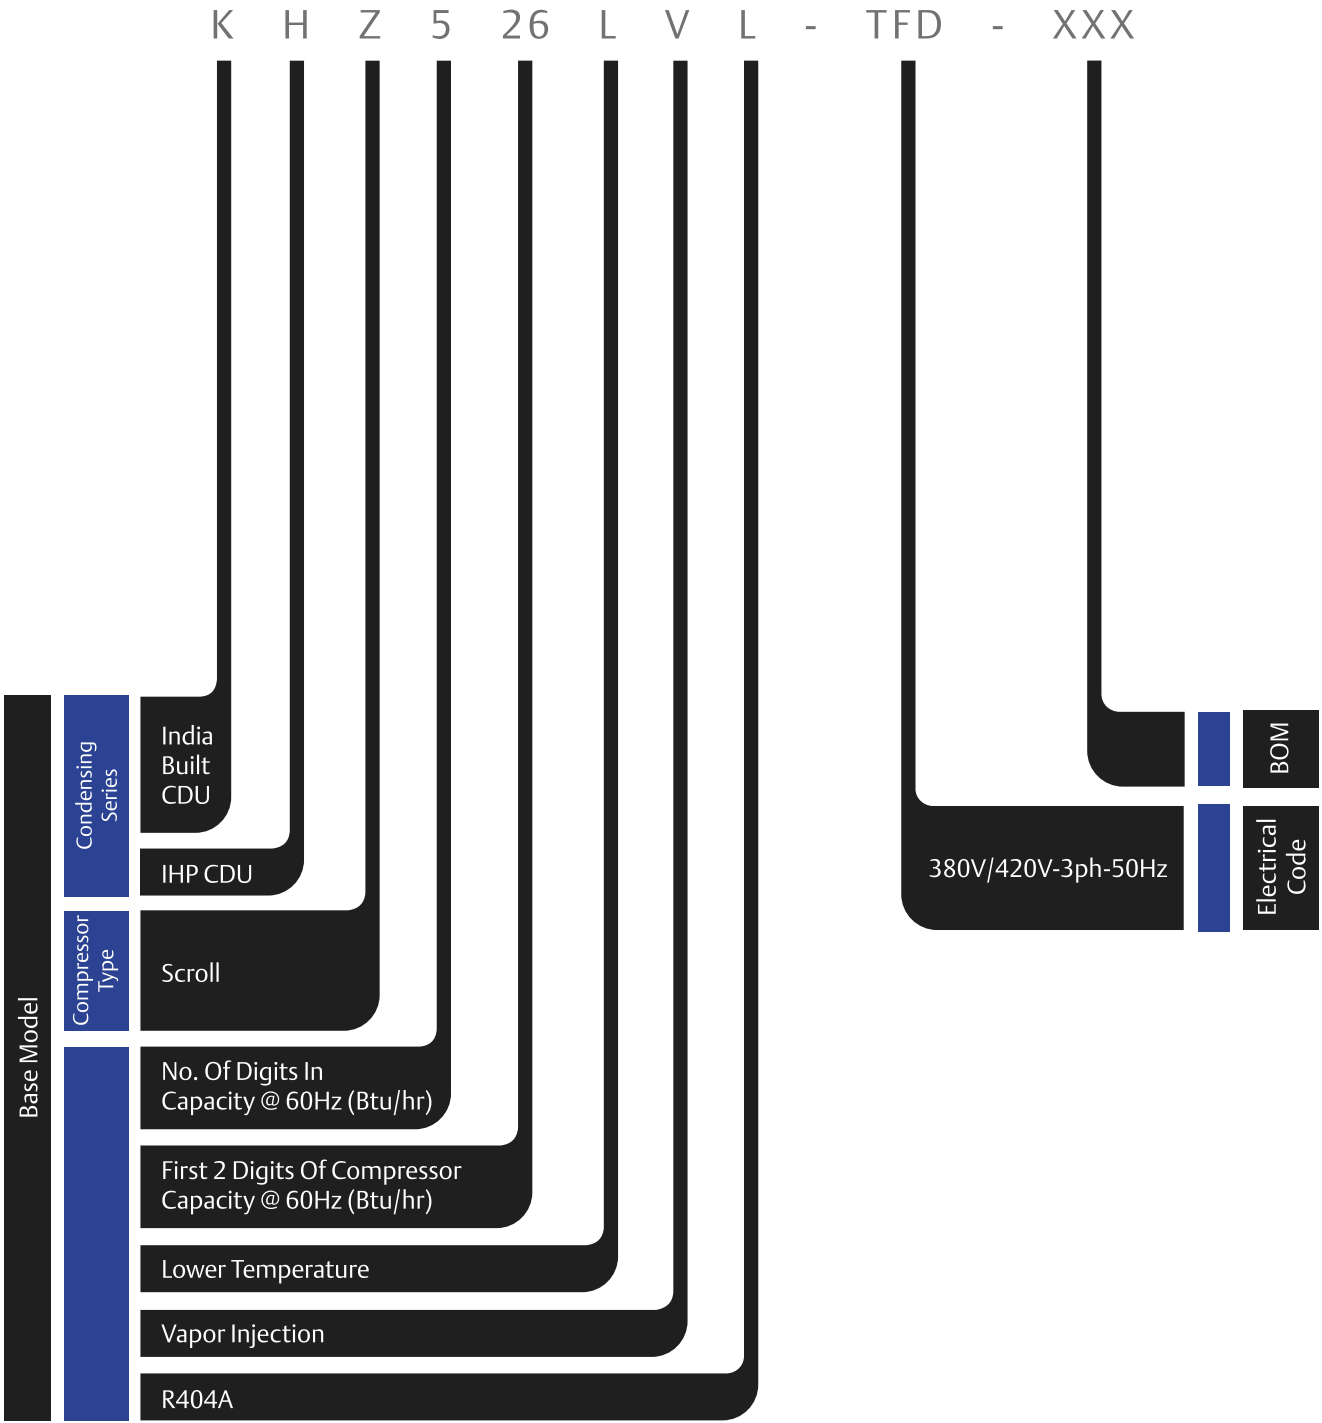 K H Z 5 26 L V L - TFD - XXX
Base Model
Condensing
Series
India
Built
CDU
IHP CDU
Compressor
Type
Scroll
No. Of Digits In
Capacity @ 60Hz (Btu/hr)
First 2 Digits Of Compressor
Capacity @ 60Hz (Btu/hr)
Lower Temperature
Vapor Injection
R404A
BOM
380V/420V-3ph-50Hz
Electrical
Code